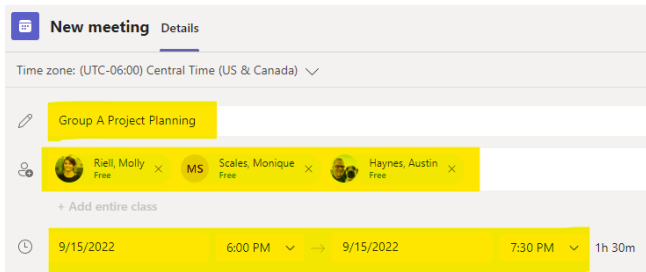 New meeting Details
Time zone: (UTC-06:00) Central Time (US & Canada)
Group A Project Planning
Riell, Molly
Free
MS
Scales, Monique
Free
Haynes, Austin
Free
+ Add entire class
9/15/2022 6:00 PM → 9/15/2022 7:30 PM 1h 30m